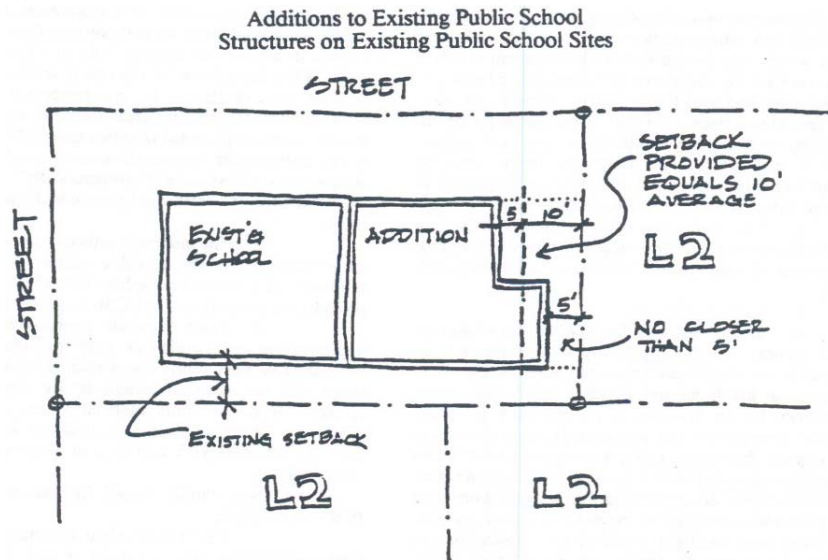 Additions to Existing Public School
Structures on Existing Public School Sites
STREET
STREET
SETBACK
PROVIDED
EQUALS 10'
AVERAGE
EXIST'G
SCHOOL
ADDITION
5
10'
L2
5'
NO CLOSER
THAN 5'
EXISTING SETBACK
L2
L2